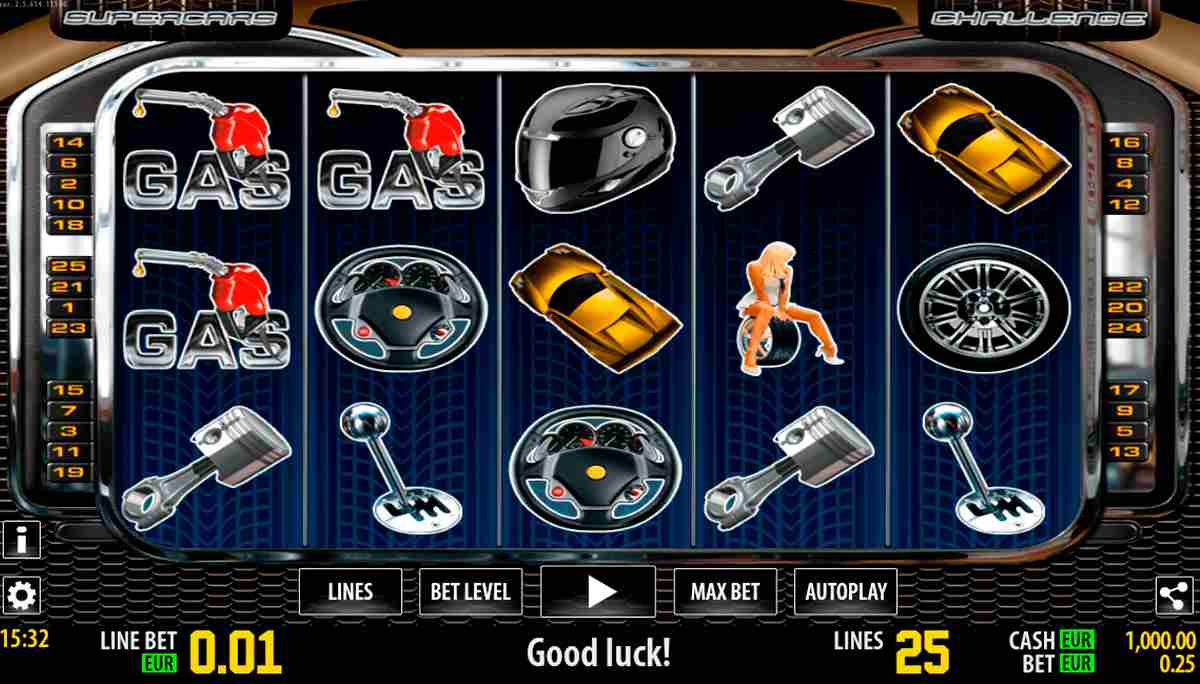 SUPERCARS
CHALLENGE
GAS
GAS
GAS
14
6
2
10
18
25
21
1
23
15
7
3
11
19
16
8
4
12
22
20
24
17
9
5
13
LINES
BET LEVEL
MAX BET
AUTOPLAY
15:32
LINE BET
EUR
0.01
Good luck!
LINES
25
CASH EUR 1,000.00
BET EUR 0.25